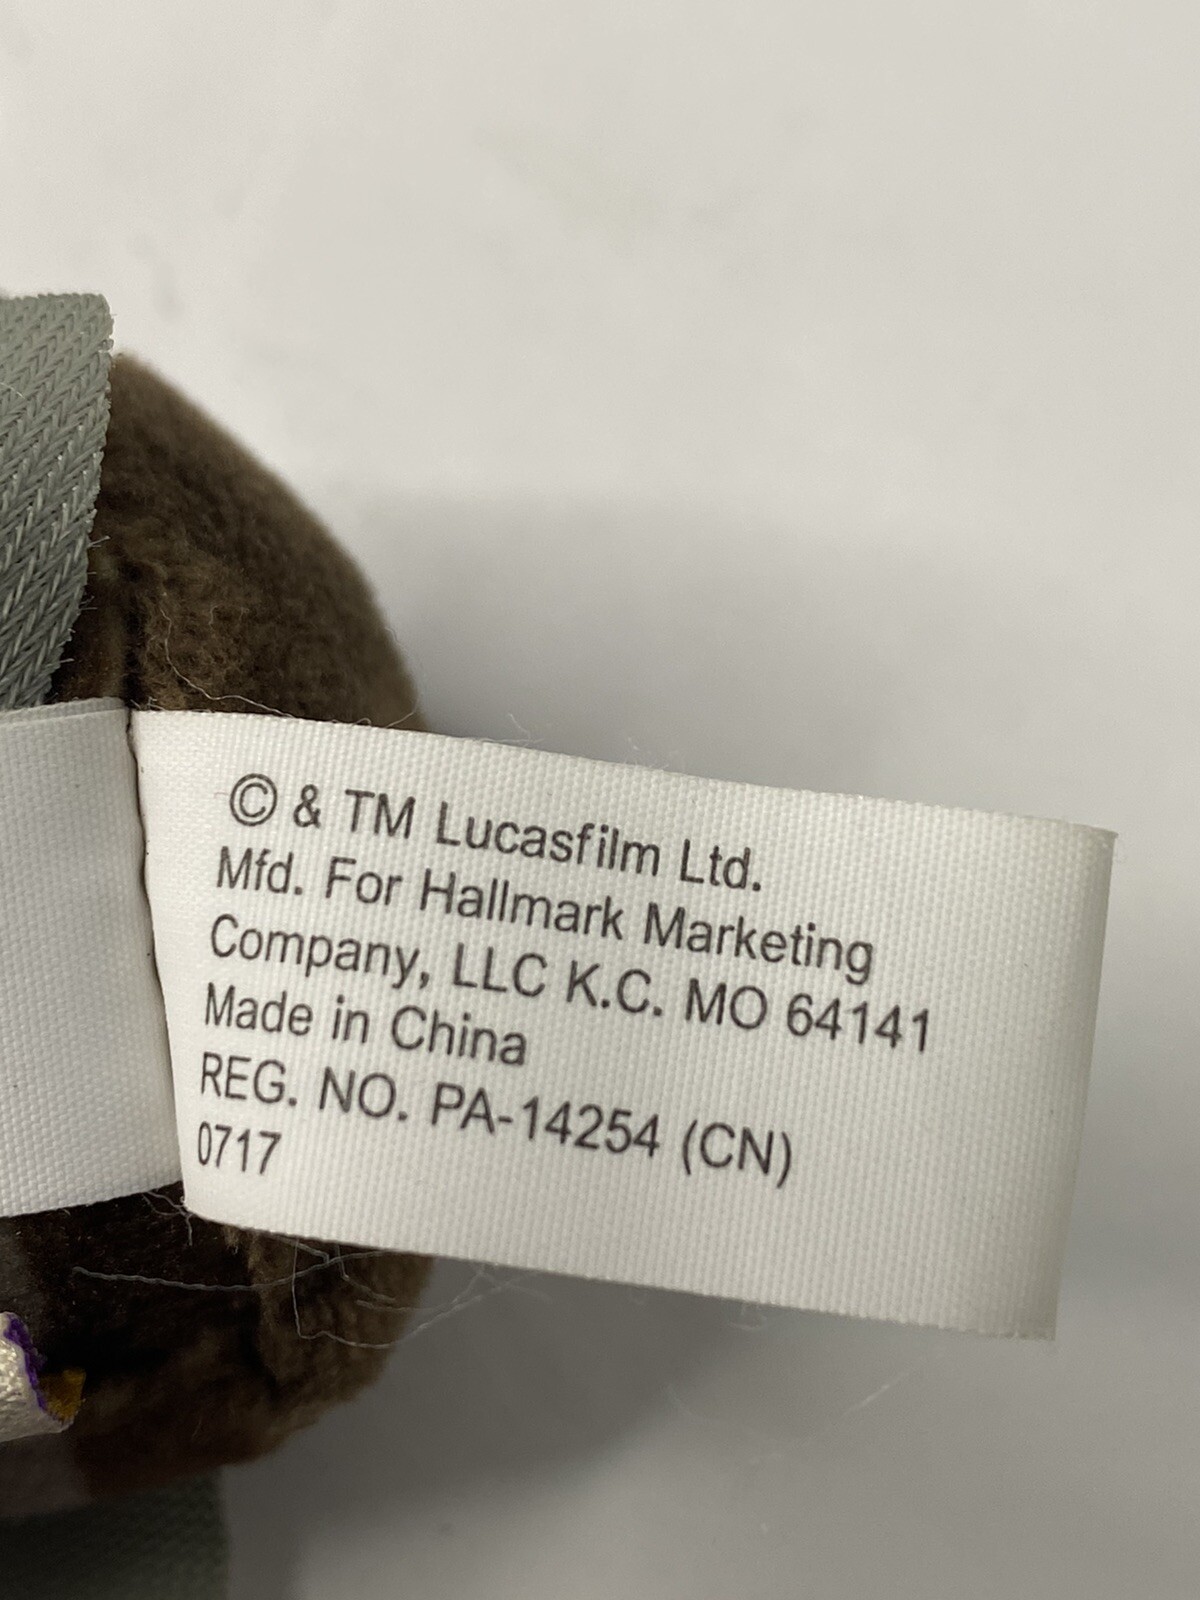 © & TM Lucasfilm Ltd.
Mfd. For Hallmark Marketing
Company, LLC K.C. MO 64141
Made in China
REG. NO. PA-14254 (CN)
0717